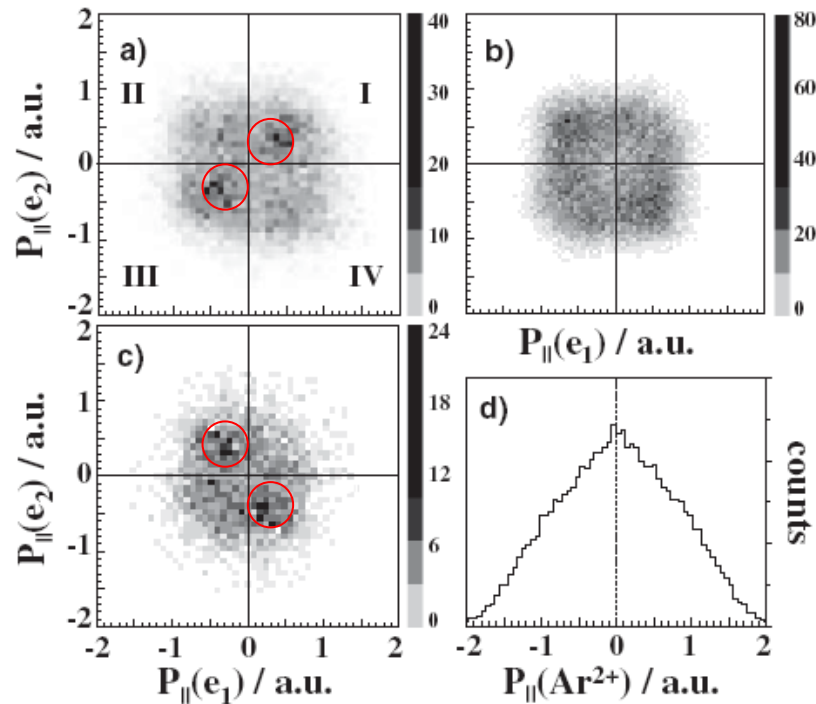 a)
II
I
III
IV
2
1
0
-1
-2
P||(e2) / a.u.
40
30
20
10
0
b)
80
60
40
20
0
P||(e1) / a.u.
c)
2
1
0
-1
-2
P||(e2) / a.u.
24
18
12
6
0
-2 -1 0 1 2
P||(e1) / a.u.
d)
counts
-2 -1 0 1 2
P||(Ar2+) / a.u.